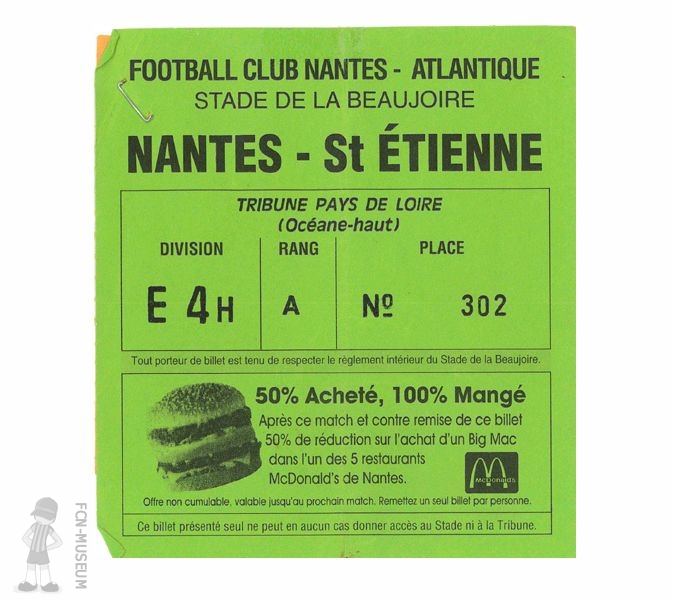 FOOTBALL CLUB NANTES - ATLANTIQUE
STADE DE LA BEAUJOIRE
NANTES - St ÉTIENNE
TRIBUNE PAYS DE LOIRE
(Océane-haut)
DIVISION RANG PLACE
E 4H A Nº 302
Tout porteur de billet est tenu de respecter le règlement intérieur du Stade de la Beaujoire.
50% Acheté, 100% Mangé
Après ce match et contre remise de ce billet
50% de réduction sur l'achat d'un Big Mac
dans l'un des 5 restaurants
McDonald's de Nantes.
McDonald's
Offre non cumulable, valable jusqu'au prochain match. Remettez un seul billet par personne.
Ce billet présenté seul ne peut en aucun cas donner accès au Stade ni à la Tribune.
FCN-MUSEUM